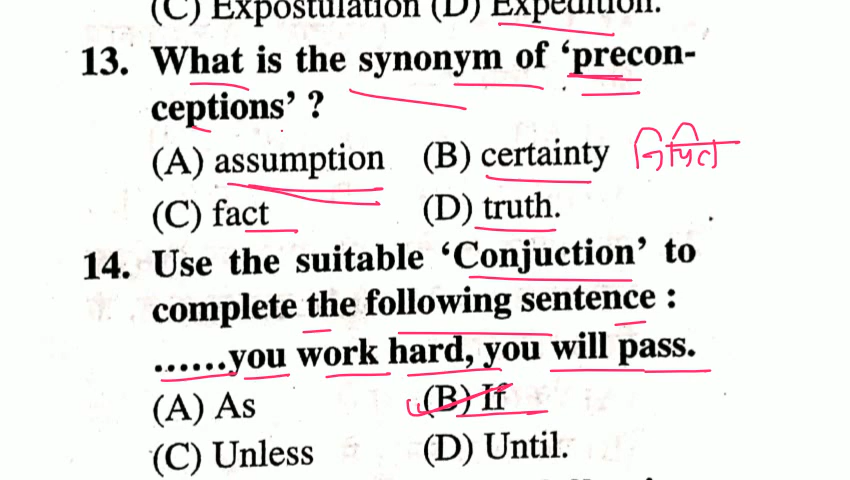 (C) Expostulation (D) Expedition.
13. What is the synonym of ‘precon-
ceptions’ ?
(A) assumption (B) certainty निश्चित
(C) fact (D) truth.
14. Use the suitable ‘Conjuction’ to
complete the following sentence :
......you work hard, you will pass.
(A) As (B) If
(C) Unless (D) Until.